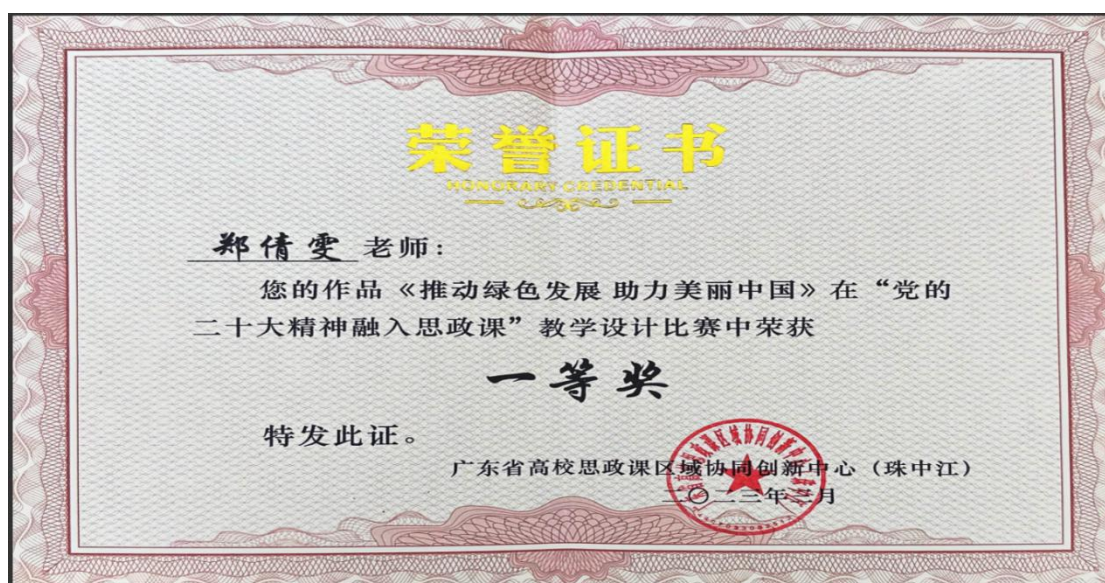 荣誉证书
HONORARY CREDENTIAL
郑倩雯 老师：
您的作品《推动绿色发展 助力美丽中国》在“党的
二十大精神融入思政课”教学设计比赛中荣获
一等奖
特发此证。
广东省高校思政课区域协同创新中心（珠中江）
二〇二三年 月